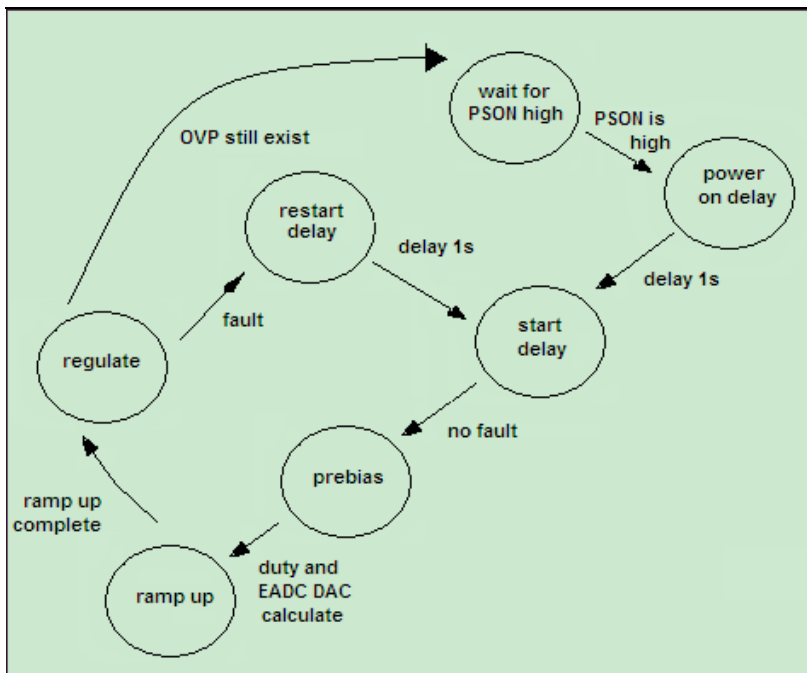 wait for
PSON high
PSON is
high
OVP still exist
power
on delay
restart
delay
delay 1s
delay 1s
fault
start
delay
regulate
no fault
prebias
ramp up
complete
duty and
EADC DAC
calculate
ramp up